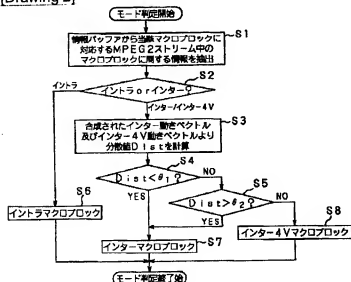 [Drawing 2]
モード判定開始
S1
情報バッファから当該マクロブロックに
対応するMPEG2ストリーム中の
マクロブロックに関する情報を抽出
S2
イントラorインター?
イントラ
インター/インター4V
S3
合成されたインター動きベクトル
及びインター4V動きベクトルより
分散値Distを計算
S4
Dist<θ1?
NO
YES
S5
Dist>θ2?
NO
YES
S6
イントラマクロブロック
S7
インターマクロブロック
S8
インター4Vマクロブロック
モード判定終了始